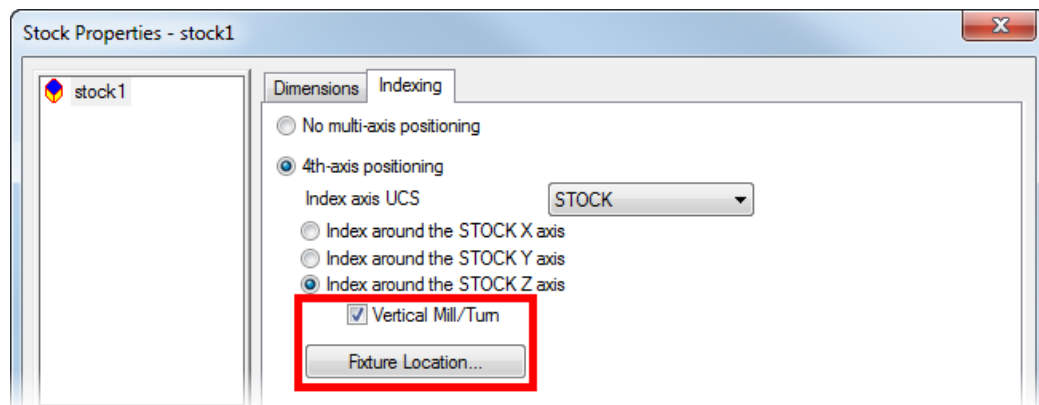 Stock Properties - stock1
stock1
Dimensions
Indexing
No multi-axis positioning
4th-axis positioning
Index axis UCS
STOCK
Index around the STOCK X axis
Index around the STOCK Y axis
Index around the STOCK Z axis
Vertical Mill/Turn
Fixture Location...